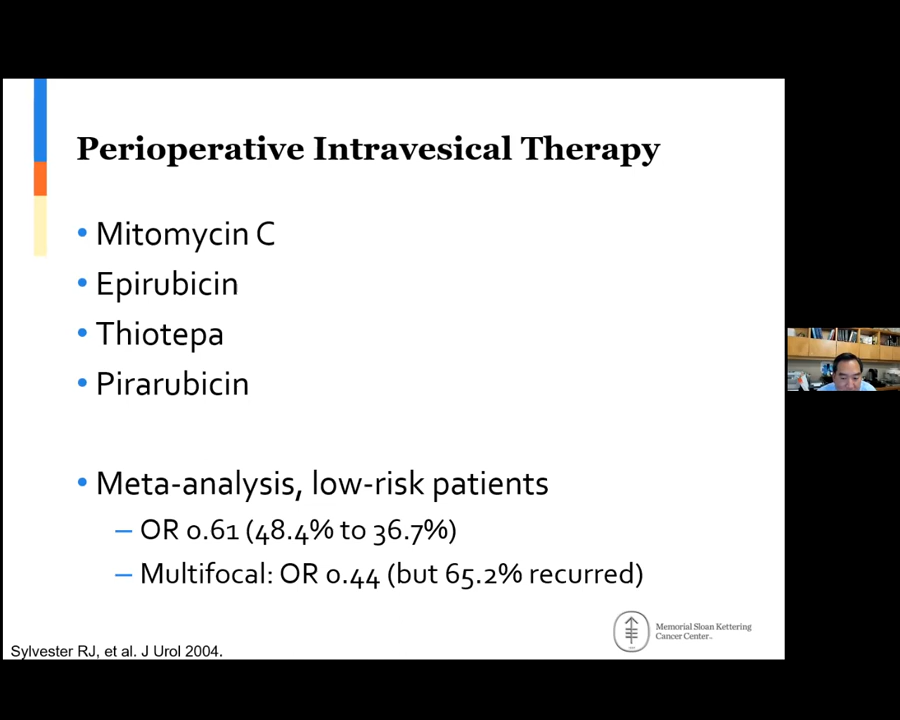 Perioperative Intravesical Therapy
• Mitomycin C
• Epirubicin
• Thiotepa
• Pirarubicin
• Meta-analysis, low-risk patients
– OR 0.61 (48.4% to 36.7%)
– Multifocal: OR 0.44 (but 65.2% recurred)
Memorial Sloan Kettering
Cancer Center
Sylvester RJ, et al. J Urol 2004.